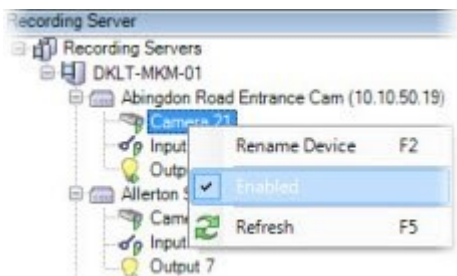 Recording Server
Recording Servers
DKLT-MKM-01
Abingdon Road Entrance Cam (10.10.50.19)
Camera 21
Input
Rename Device F2
Outp
Enabled
Allerton S
Refresh F5
Cam
Input
Output 7